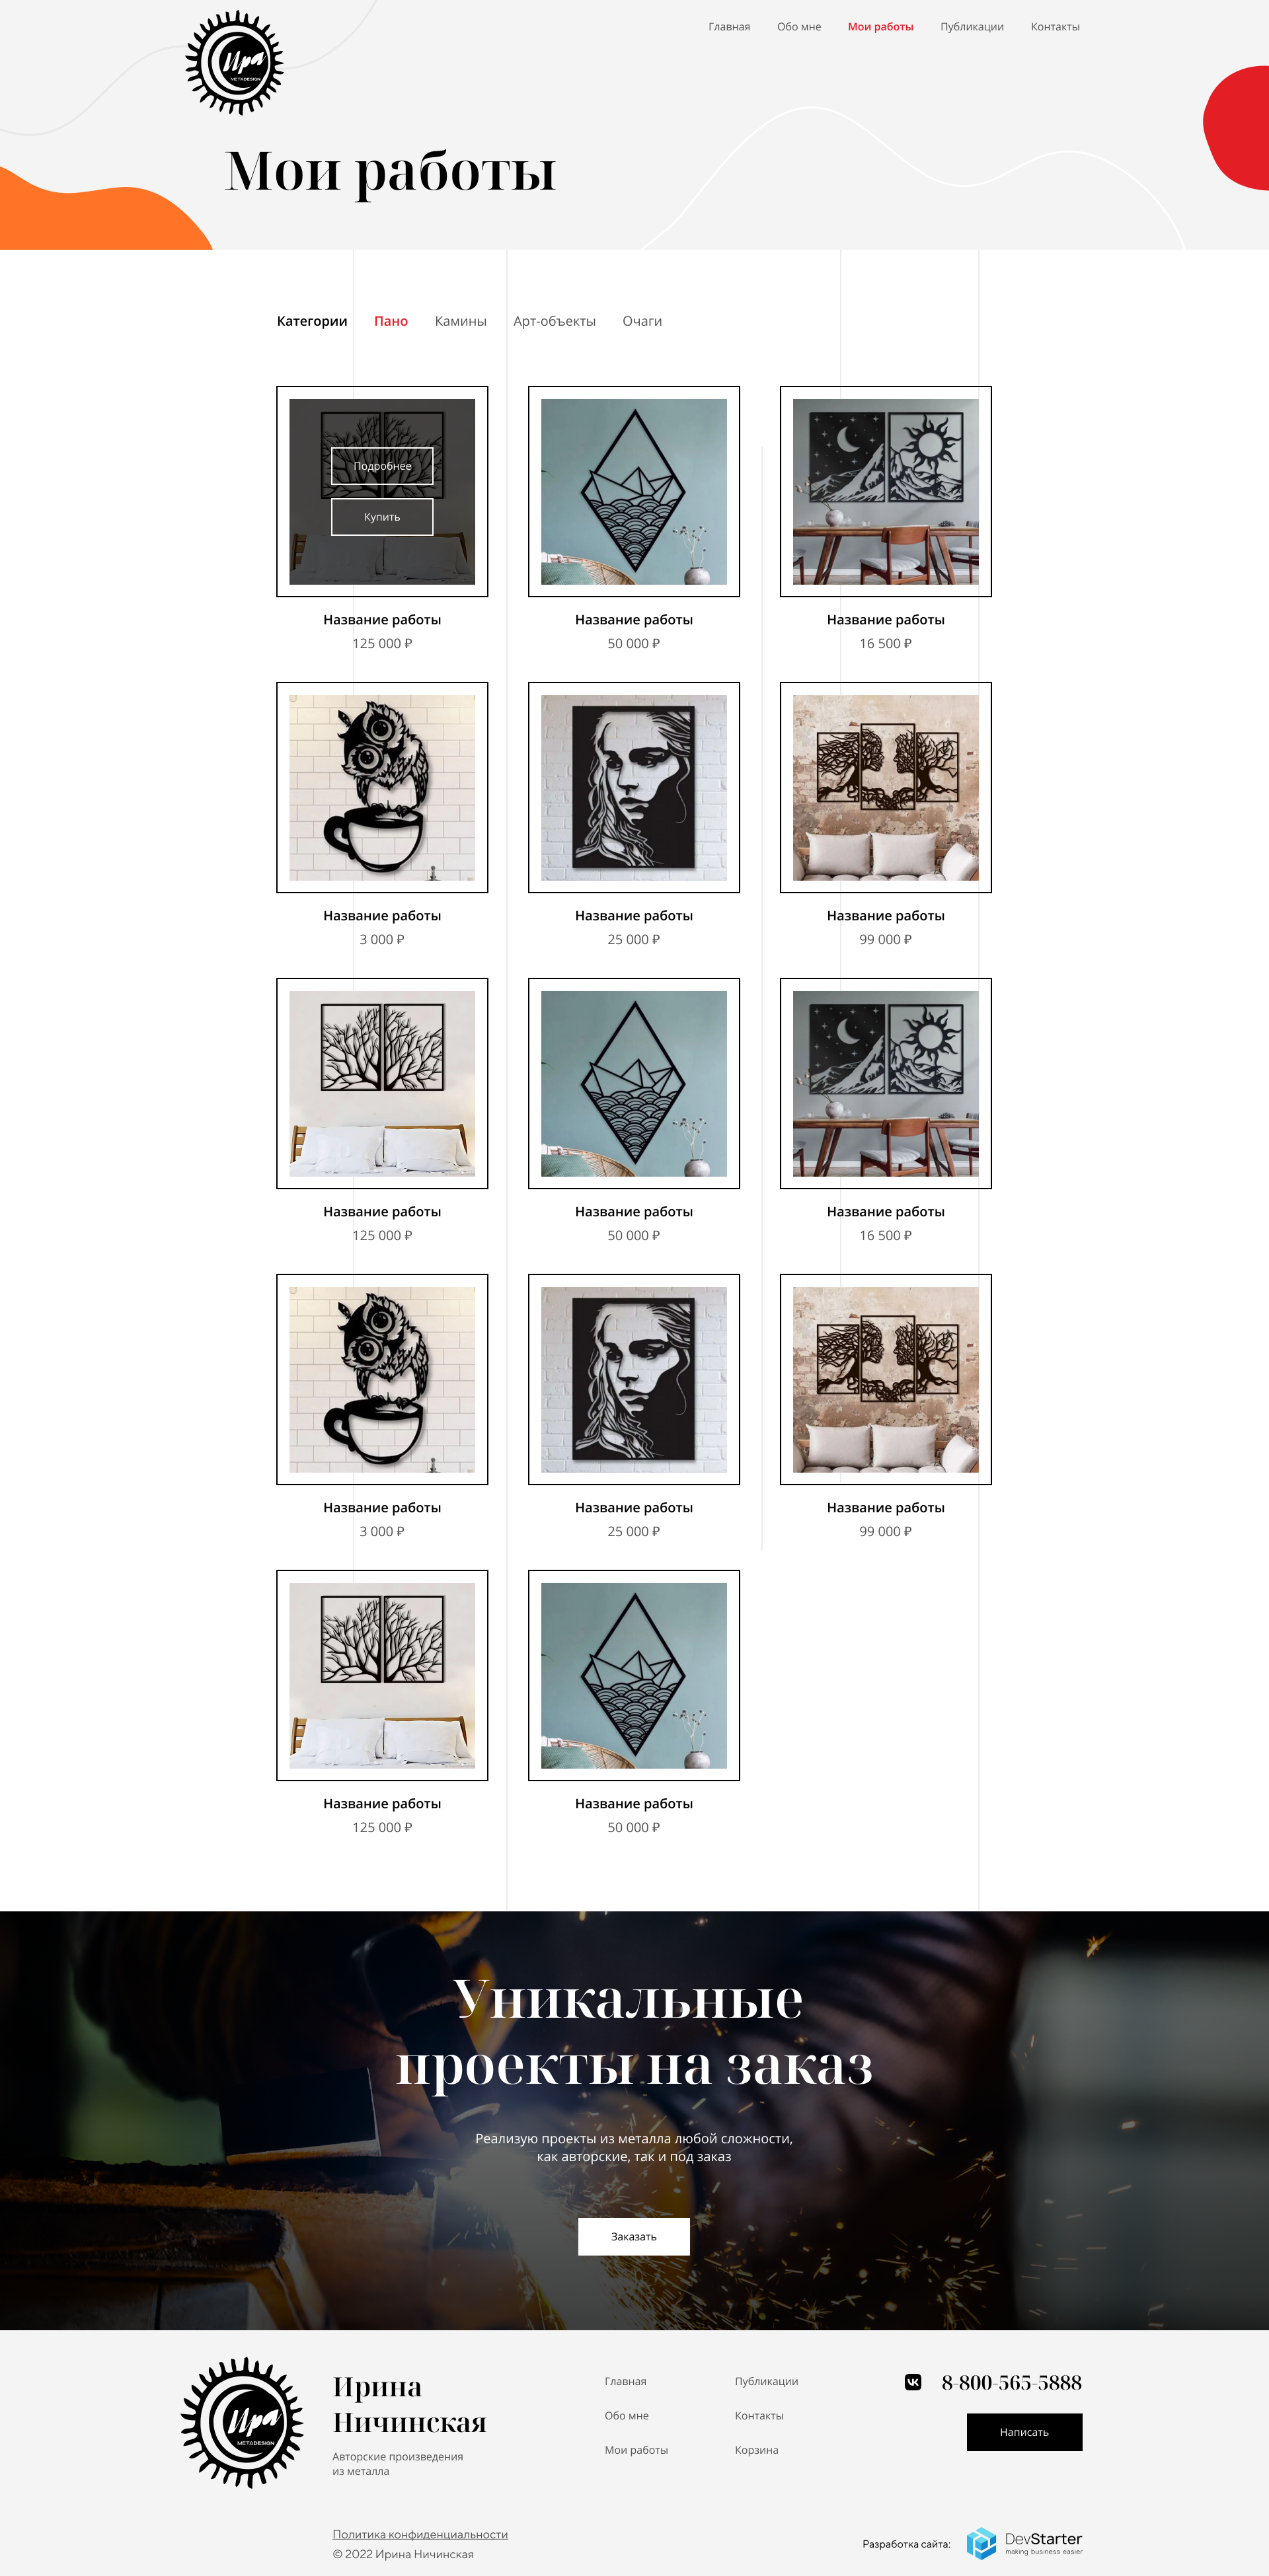 Ира
METADESIGN
Главная Обо мне Мои работы Публикации Контакты
Мои работы
Категории Пано Камины Арт-объекты Очаги
Подробнее
Купить
Название работы Название работы Название работы
125 000 ₽ 50 000 ₽ 16 500 ₽
Название работы Название работы Название работы
3 000 ₽ 25 000 ₽ 99 000 ₽
Название работы Название работы Название работы
125 000 ₽ 50 000 ₽ 16 500 ₽
Название работы Название работы Название работы
3 000 ₽ 25 000 ₽ 99 000 ₽
Название работы Название работы
125 000 ₽ 50 000 ₽
Уникальные
проекты на заказ
Реализую проекты из металла любой сложности,
как авторские, так и под заказ
Заказать
Ира
METADESIGN
Ирина
Ничинская
Авторские произведения
из металла
Главная Публикации
Обо мне Контакты
Мои работы Корзина
8-800-565-5888
Написать
Политика конфиденциальности
© 2022 Ирина Ничинская
Разработка сайта:
DevStarter
making business easier